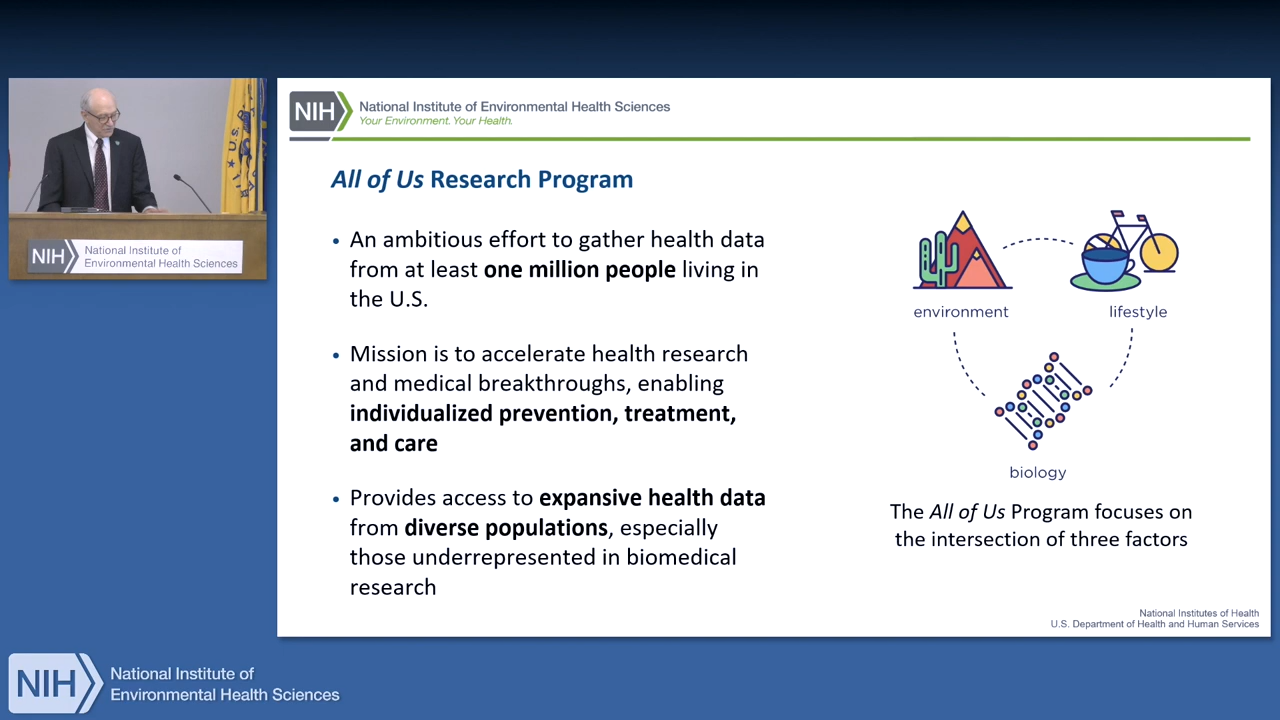 NIH
National Institute of Environmental Health Sciences
Your Environment. Your Health.
All of Us Research Program
• An ambitious effort to gather health data
from at least one million people living in
the U.S.
• Mission is to accelerate health research
and medical breakthroughs, enabling
individualized prevention, treatment,
and care
• Provides access to expansive health data
from diverse populations, especially
those underrepresented in biomedical
research
environment
lifestyle
biology
The All of Us Program focuses on
the intersection of three factors
National Institutes of Health
U.S. Department of Health and Human Services
NIH
National Institute of
Environmental Health Sciences
U.S.
NIH
National Institute of
Environmental Health Sciences